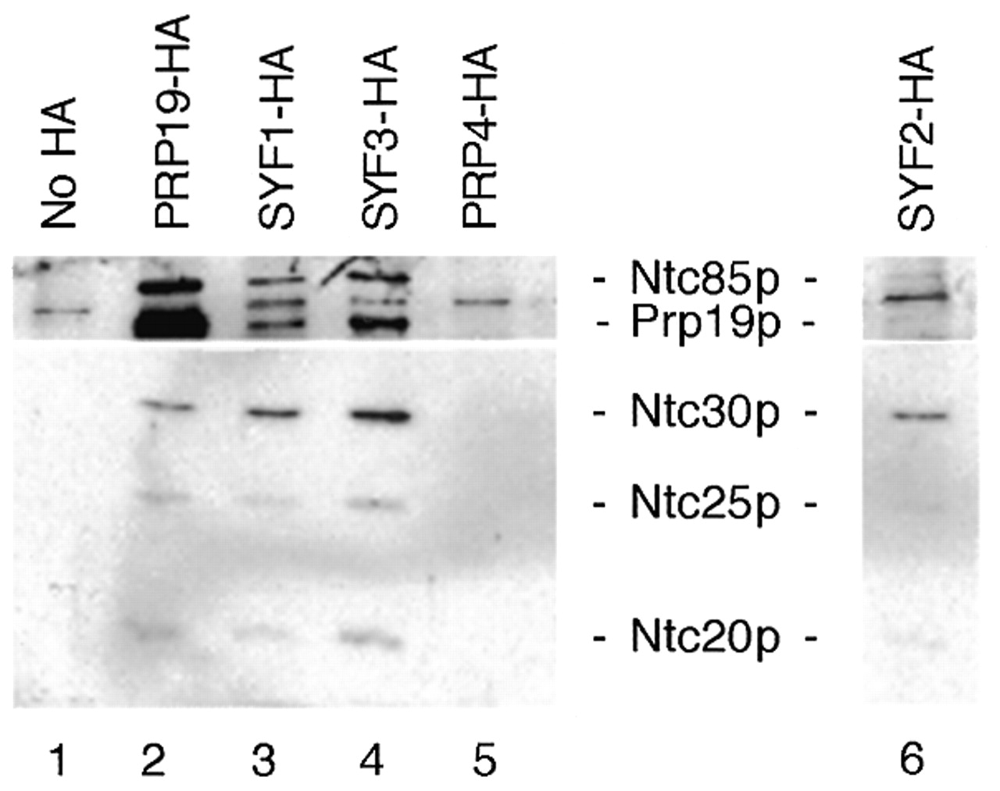 No HA
PRP19-HA
SYF1-HA
SYF3-HA
PRP4-HA
SYF2-HA
- Ntc85p -
- Prp19p -
- Ntc30p -
- Ntc25p -
- Ntc20p -
1 2 3 4 5 6